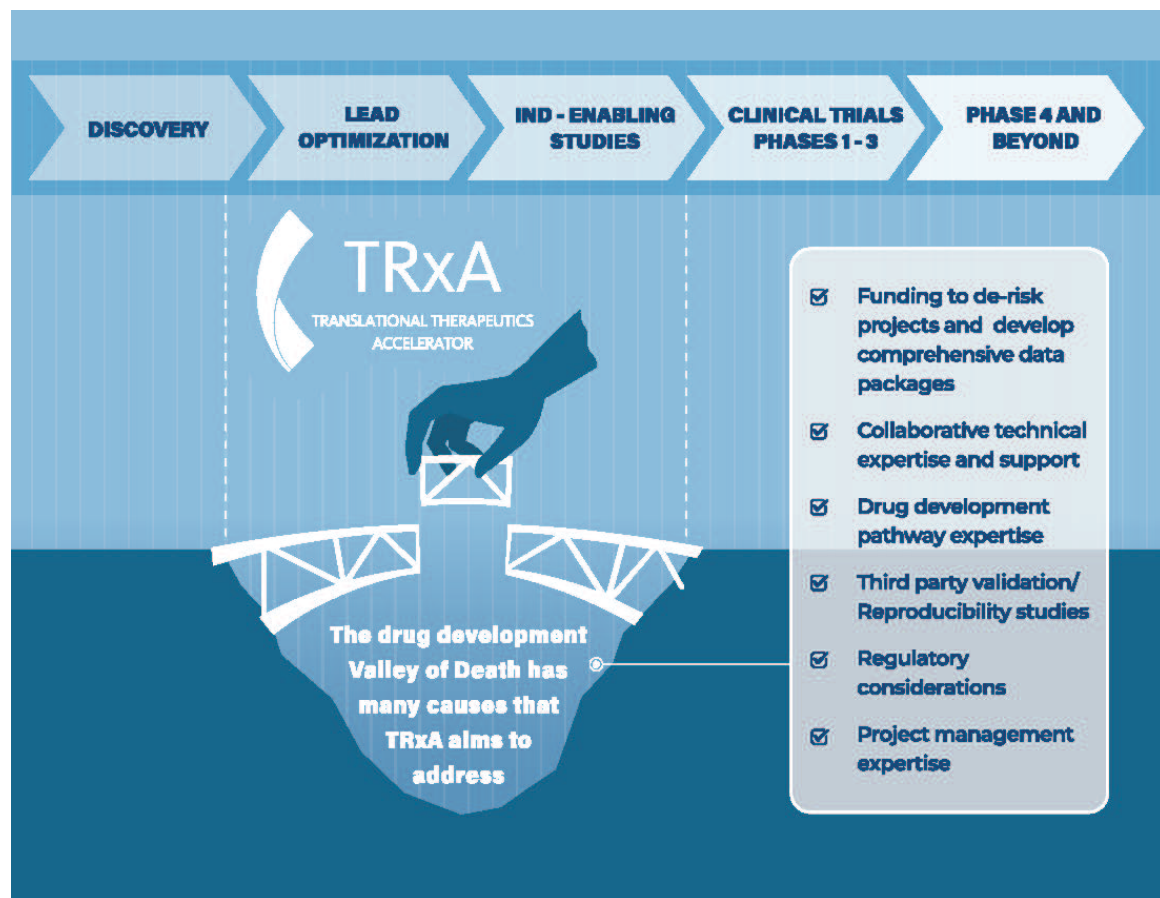 DISCOVERY
LEAD
OPTIMIZATION
IND - ENABLING
STUDIES
CLINICAL TRIALS
PHASES 1 - 3
PHASE 4 AND
BEYOND
TRxA
TRANSLATIONAL THERAPEUTICS
ACCELERATOR
The drug development
Valley of Death has
many causes that
TRxA aims to
address
Funding to de-risk
projects and develop
comprehensive data
packages
Collaborative technical
expertise and support
Drug development
pathway expertise
Third party validation/
Reproducibility studies
Regulatory
considerations
Project management
expertise